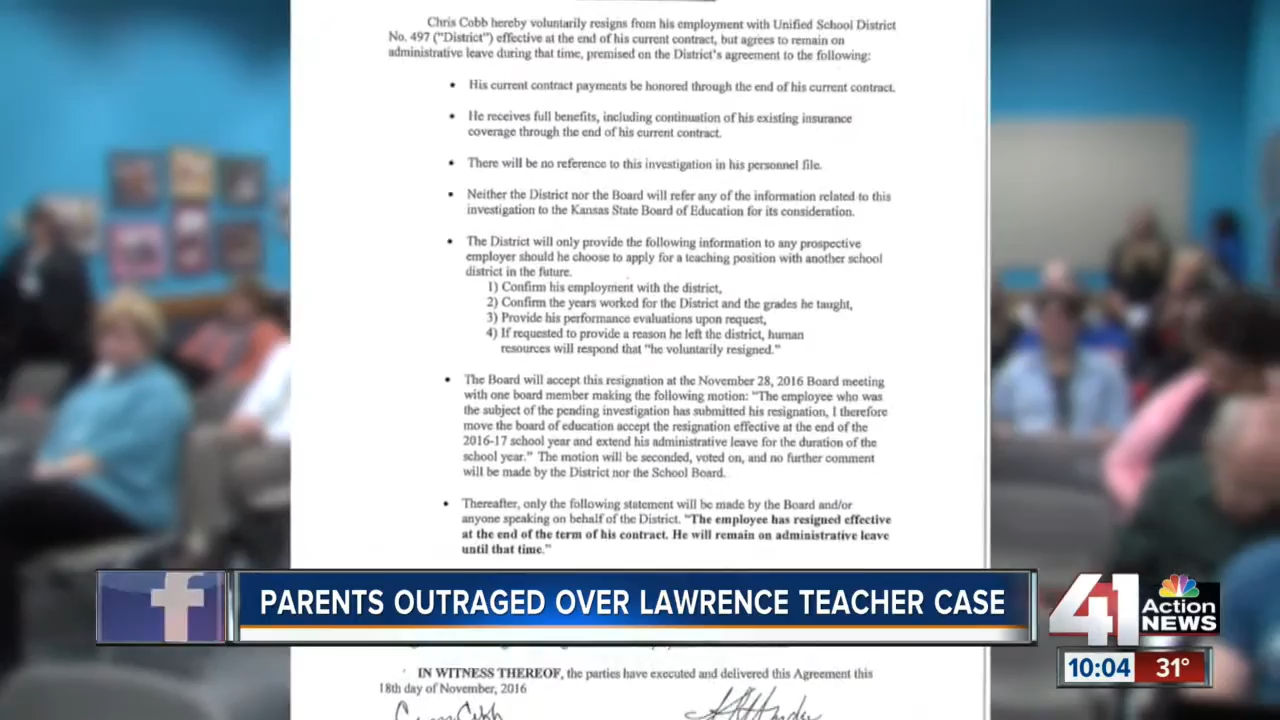 Chris Cobb hereby voluntarily resigns from his employment with Unified School District
No. 497 ("District") effective at the end of his current contract, but agrees to remain on
administrative leave during that time, premised on the District's agreement to the following:
• His current contract payments be honored through the end of his current contract.
• He receives full benefits, including continuation of his existing insurance
coverage through the end of his current contract.
• There will be no reference to this investigation in his personnel file.
• Neither the District nor the Board will refer any of the information related to this
investigation to the Kansas State Board of Education for its consideration.
• The District will only provide the following information to any prospective
employer should he choose to apply for a teaching position with another school
district in the future.
1) Confirm his employment with the district,
2) Confirm the years worked for the District and the grades he taught,
3) Provide his performance evaluations upon request,
4) If requested to provide a reason he left the district, human
resources will respond that "he voluntarily resigned."
• The Board will accept this resignation at the November 28, 2016 Board meeting
with one board member making the following motion: "The employee who was
the subject of the pending investigation has submitted his resignation, I therefore
move the board of education accept the resignation effective at the end of the
2016-17 school year and extend his administrative leave for the duration of the
school year." The motion will be seconded, voted on, and no further comment
will be made by the District nor the School Board.
• Thereafter, only the following statement will be made by the Board and/or
anyone speaking on behalf of the District. "The employee has resigned effective
at the end of the term of his contract. He will remain on administrative leave
until that time."
f PARENTS OUTRAGED OVER LAWRENCE TEACHER CASE
41 Action
NEWS
10:04 31°
IN WITNESS THEREOF, the parties have executed and delivered this Agreement this
18th day of November, 2016